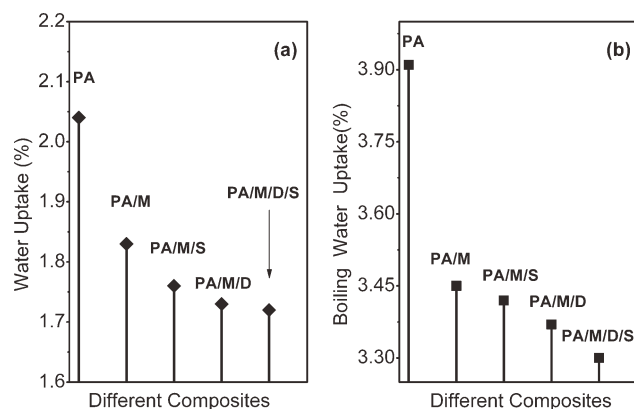 2.2
(a)
PA
2.1
2.0
1.9
PA/M
PA/M/D/S
PA/M/S
1.8
PA/M/D
1.7
1.6
Water Uptake (%)
Different Composites
(b)
PA
3.90
3.75
3.60
PA/M
3.45
PA/M/S
PA/M/D
PA/M/D/S
3.30
Boiling Water Uptake(%)
Different Composites